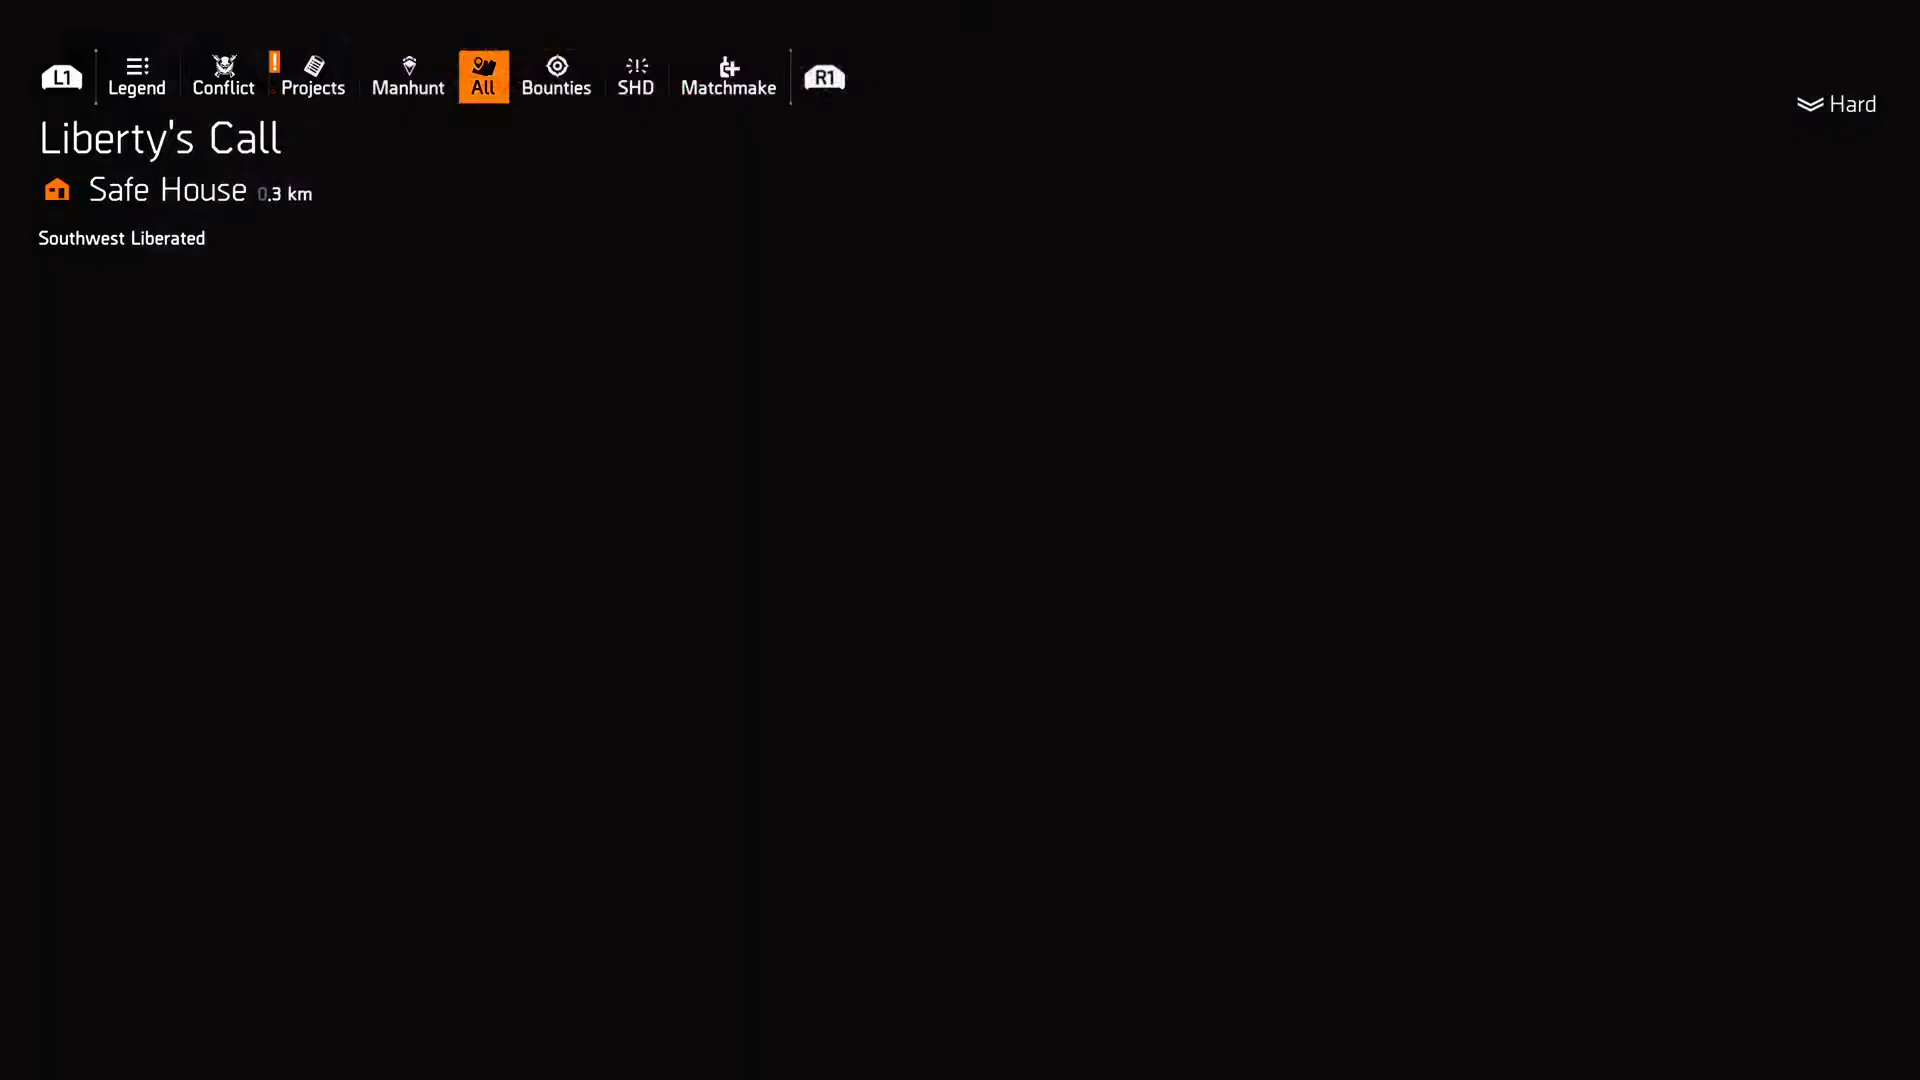 L1 Legend Conflict ! Projects Manhunt All Bounties SHD Matchmake R1
Hard
Liberty's Call
Safe House 0.3 km
Southwest Liberated